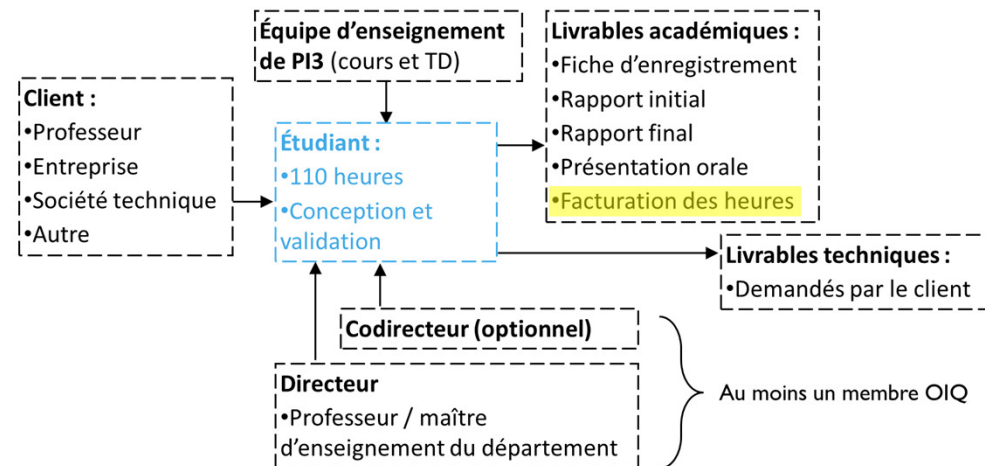 Équipe d'enseignement
de PI3 (cours et TD)
Livrables académiques :
•Fiche d'enregistrement
•Rapport initial
•Rapport final
•Présentation orale
•Facturation des heures
Client :
•Professeur
•Entreprise
•Société technique
•Autre
Étudiant :
•110 heures
•Conception et
validation
Livrables techniques :
•Demandés par le client
Codirecteur (optionnel)
Directeur
•Professeur / maître
d'enseignement du département
Au moins un membre OIQ